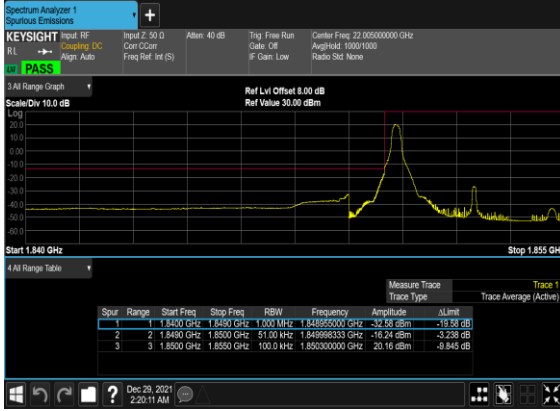 Spectrum Analyzer 1
Spurious Emissions
+
KEYSIGHT Input: RF Input Z: 50 Ω Atten: 40 dB Trig: Free Run Center Freq: 22.005000000 GHz
RL Coupling: DC Corr CCorr Gate: Off Avg|Hold: 1000/1000
Align: Auto Freq Ref: Int (S) IF Gain: Low Radio Std: None
PASS
3 All Range Graph Ref Lvl Offset 8.00 dB
Scale/Div 10.0 dB Ref Value 30.00 dBm
Log
20.0
10.0
0.00
-10.0
-20.0
-30.0
-40.0
-50.0
-60.0
Start 1.840 GHz Stop 1.855 GH
4 All Range Table
Measure Trace Trace 1
Trace Type Trace Average (Active)
Spur Range Start Freq Stop Freq RBW Frequency Amplitude ΔLimit
1 1 1.8400 GHz 1.8490 GHz 1.000 MHz 1.848955000 GHz -32.58 dBm -19.58 dB
2 2 1.8490 GHz 1.8500 GHz 51.00 kHz 1.849998333 GHz -16.24 dBm -3.238 dB
3 3 1.8500 GHz 1.8550 GHz 100.0 kHz 1.850300000 GHz 20.16 dBm -9.845 dB
? Dec 29, 2021
2:20:11 AM